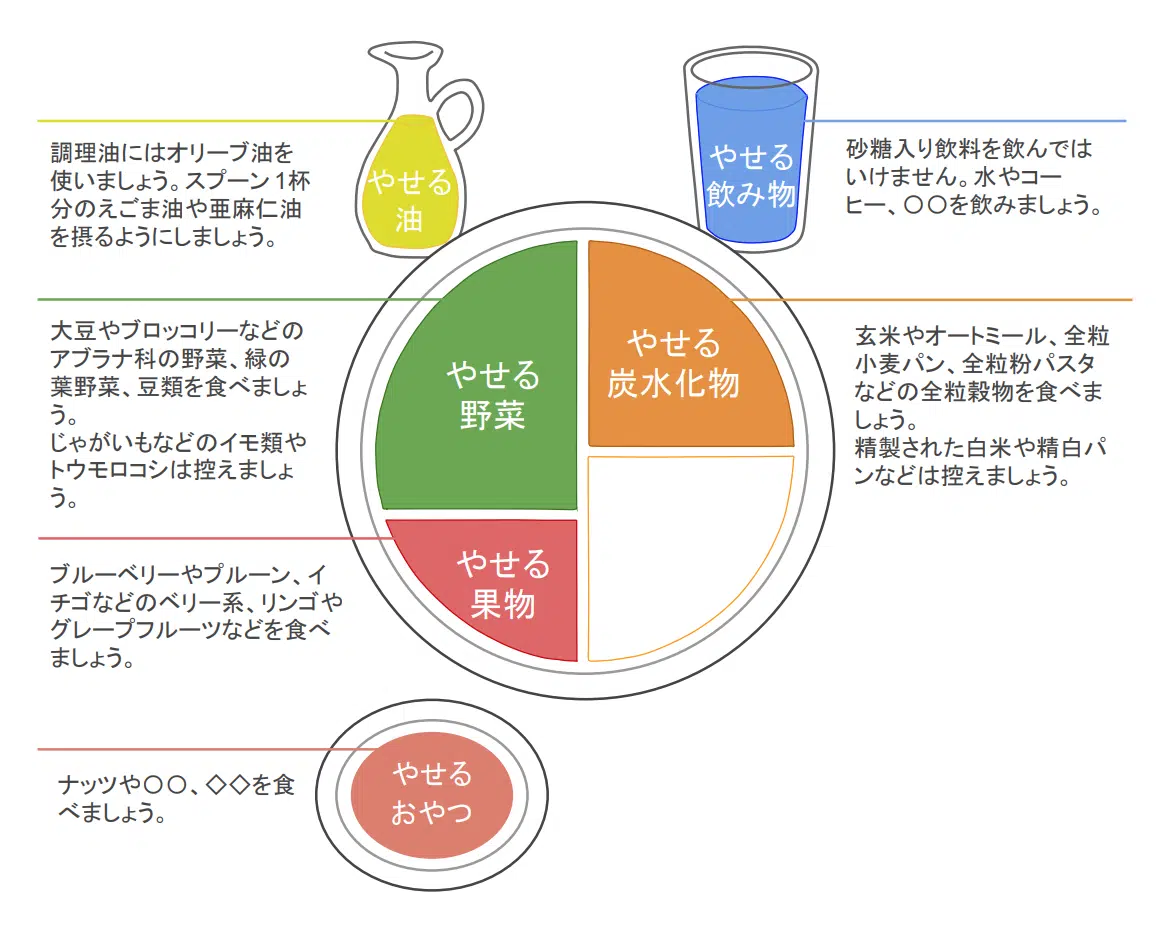 やせる
油
調理油にはオリーブ油を
使いましょう。スプーン1杯
分のえごま油や亜麻仁油
を摂るようにしましょう。
やせる
飲み物
砂糖入り飲料を飲んでは
いけません。水やコー
ヒー、〇〇を飲みましょう。
やせる
野菜
大豆やブロッコリーなどの
アブラナ科の野菜、緑の
葉野菜、豆類を食べましょ
う。
じゃがいもなどのイモ類や
トウモロコシは控えましょ
う。
やせる
炭水化物
玄米やオートミール、全粒
小麦パン、全粒粉パスタ
などの全粒穀物を食べま
しょう。
精製された白米や精白パ
ンなどは控えましょう。
やせる
果物
ブルーベリーやプルーン、イ
チゴなどのベリー系、リンゴや
グレープフルーツなどを食べ
ましょう。
やせる
おやつ
ナッツや〇〇、◇◇を食
べましょう。